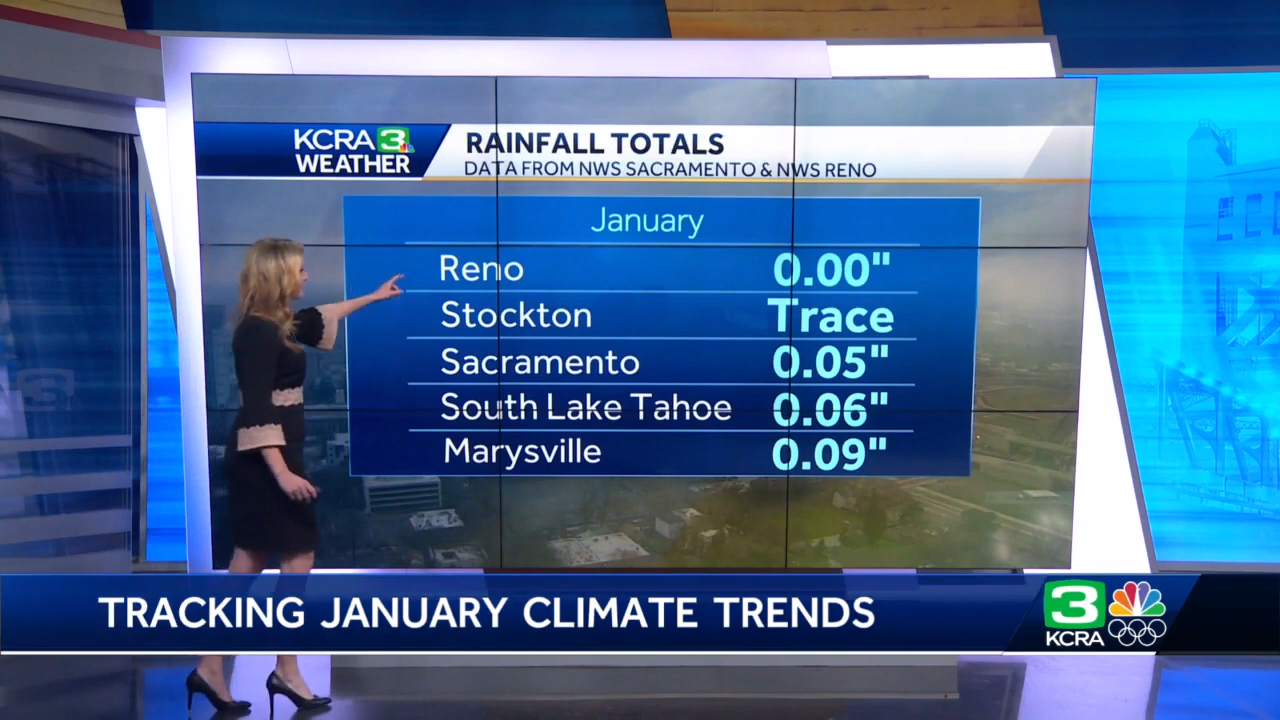 KCRA 3
WEATHER
RAINFALL TOTALS
DATA FROM NWS SACRAMENTO & NWS RENO
January
Reno 0.00"
Stockton Trace
Sacramento 0.05"
South Lake Tahoe 0.06"
Marysville 0.09"
TRACKING JANUARY CLIMATE TRENDS
3
KCRA